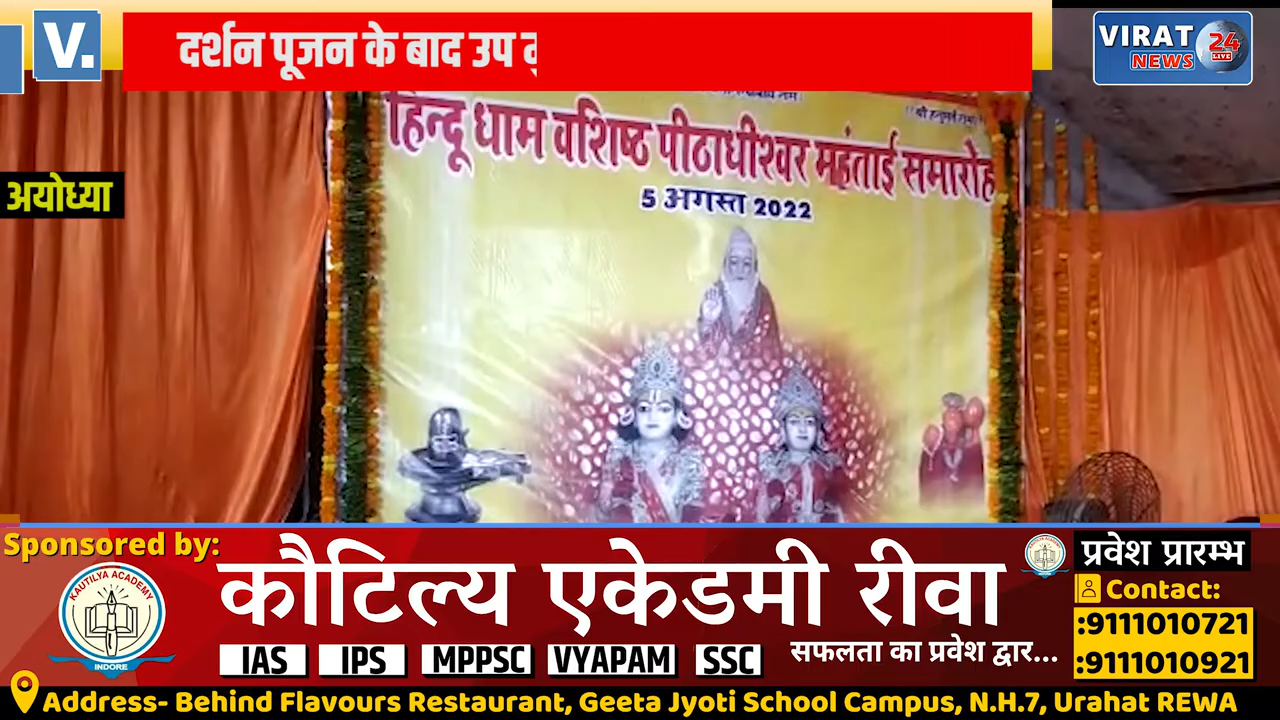 V.
दर्शन पूजन के बाद उप
VIRAT
24
LIVE
NEWS
हिन्दू धाम वशिष्ठ पीठाधीश्वर महंताई समारोह
5 अगस्त 2022
अयोध्या
Sponsored by:
KAUTILYA ACADEMY
INDORE
कौटिल्य एकेडमी रीवा
IAS
IPS
MPPSC
VYAPAM
SSC
सफलता का प्रवेश द्वार...
प्रवेश प्रारम्भ
Contact:
:9111010721
:9111010921
Address- Behind Flavours Restaurant, Geeta Jyoti School Campus, N.H.7, Urahat REWA